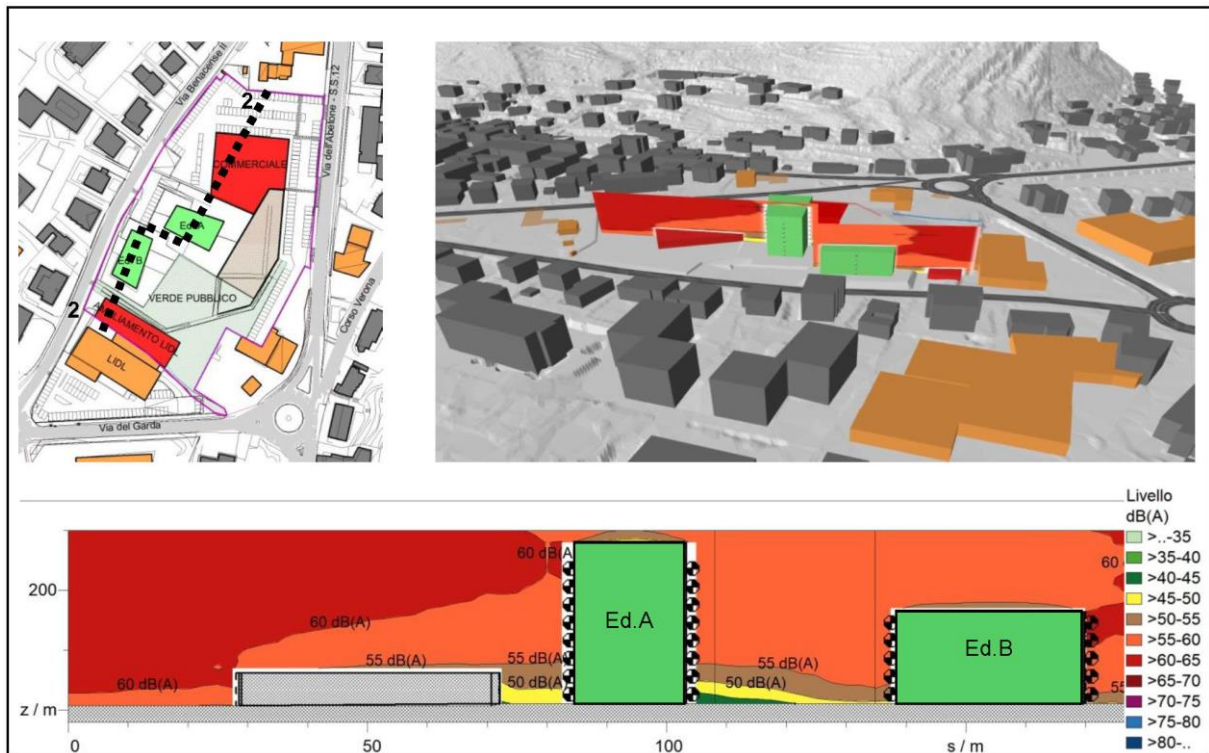 Via Benacense II
2
Via dell'Abetone - S.S.12
COMMERCIALE
Ed.A
Ed.B
VERDE PUBBLICO
2
AMPLIAMENTO LIDL
LIDL
Corso Verona
Via del Garda
Livello
dB(A)
>..-35
>35-40
>40-45
>45-50
>50-55
>55-60
>60-65
>65-70
>70-75
>75-80
>80-..
60 dB(A
60
200
60 dB(A)
Ed.A
Ed.B
55 dB(A)
55 dB(A)
55 dB(A)
60 dB(A)
50 dB(A)
50 dB(A)
55
z / m
0
50
100
s / m